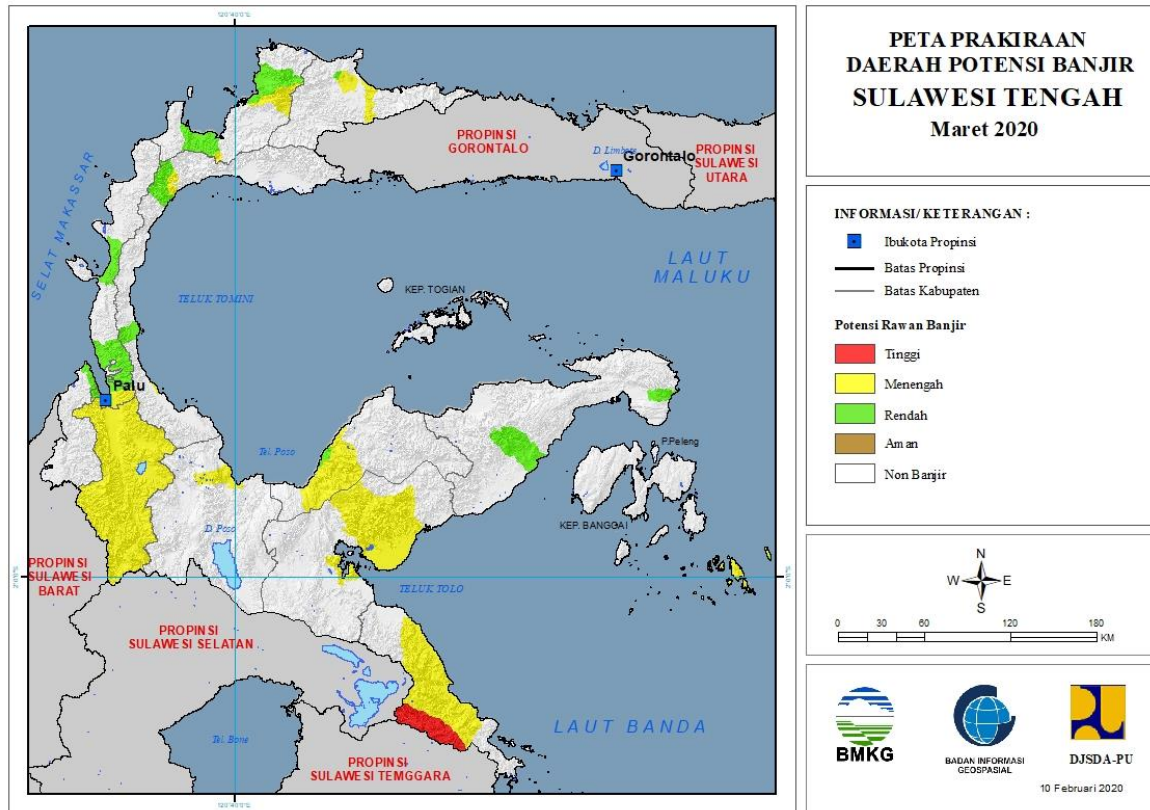 120°40'0"E
SELAT MAKASSAR
PROPINSI
GORONTALO
D. Limboto
Gorontalo
PROPINSI
SULAWESI
UTARA
LAUT
MALUKU
TELUK TOMINI
KEP. TOGIAN
Palu
Tel. Poso
P.Peleng
KEP. BANGGAI
D. Poso
PROPINSI
SULAWESI
BARAT
TELUK TOLO
PROPINSI
SULAWESI SELATAN
LAUT BANDA
Tel. Bone
PROPINSI
SULAWESI TEMGGARA
PETA PRAKIRAAN
DAERAH POTENSI BANJIR
SULAWESI TENGAH
Maret 2020
INFORMASI/KETERANGAN :
Ibukota Propinsi
Batas Propinsi
Batas Kabupaten
Potensi Rawan Banjir
Tinggi
Menengah
Rendah
Aman
Non Banjir
N
W E
S
0 30 60 120 180
KM
BMKG
BADAN INFORMASI
GEOSPASIAL
DJSDA-PU
10 Februari 2020